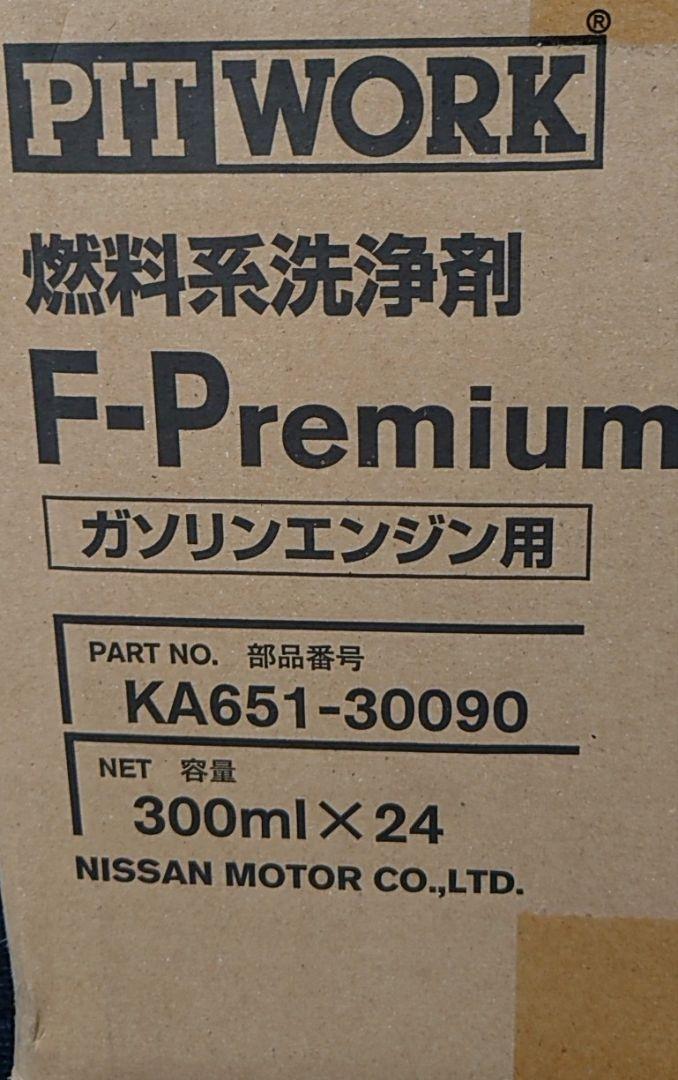 PIT WORK®
燃料系洗浄剤
F-Premium
ガソリンエンジン用
PART NO. 部品番号
KA651-30090
NET 容量
300ml×24
NISSAN MOTOR CO.,LTD.